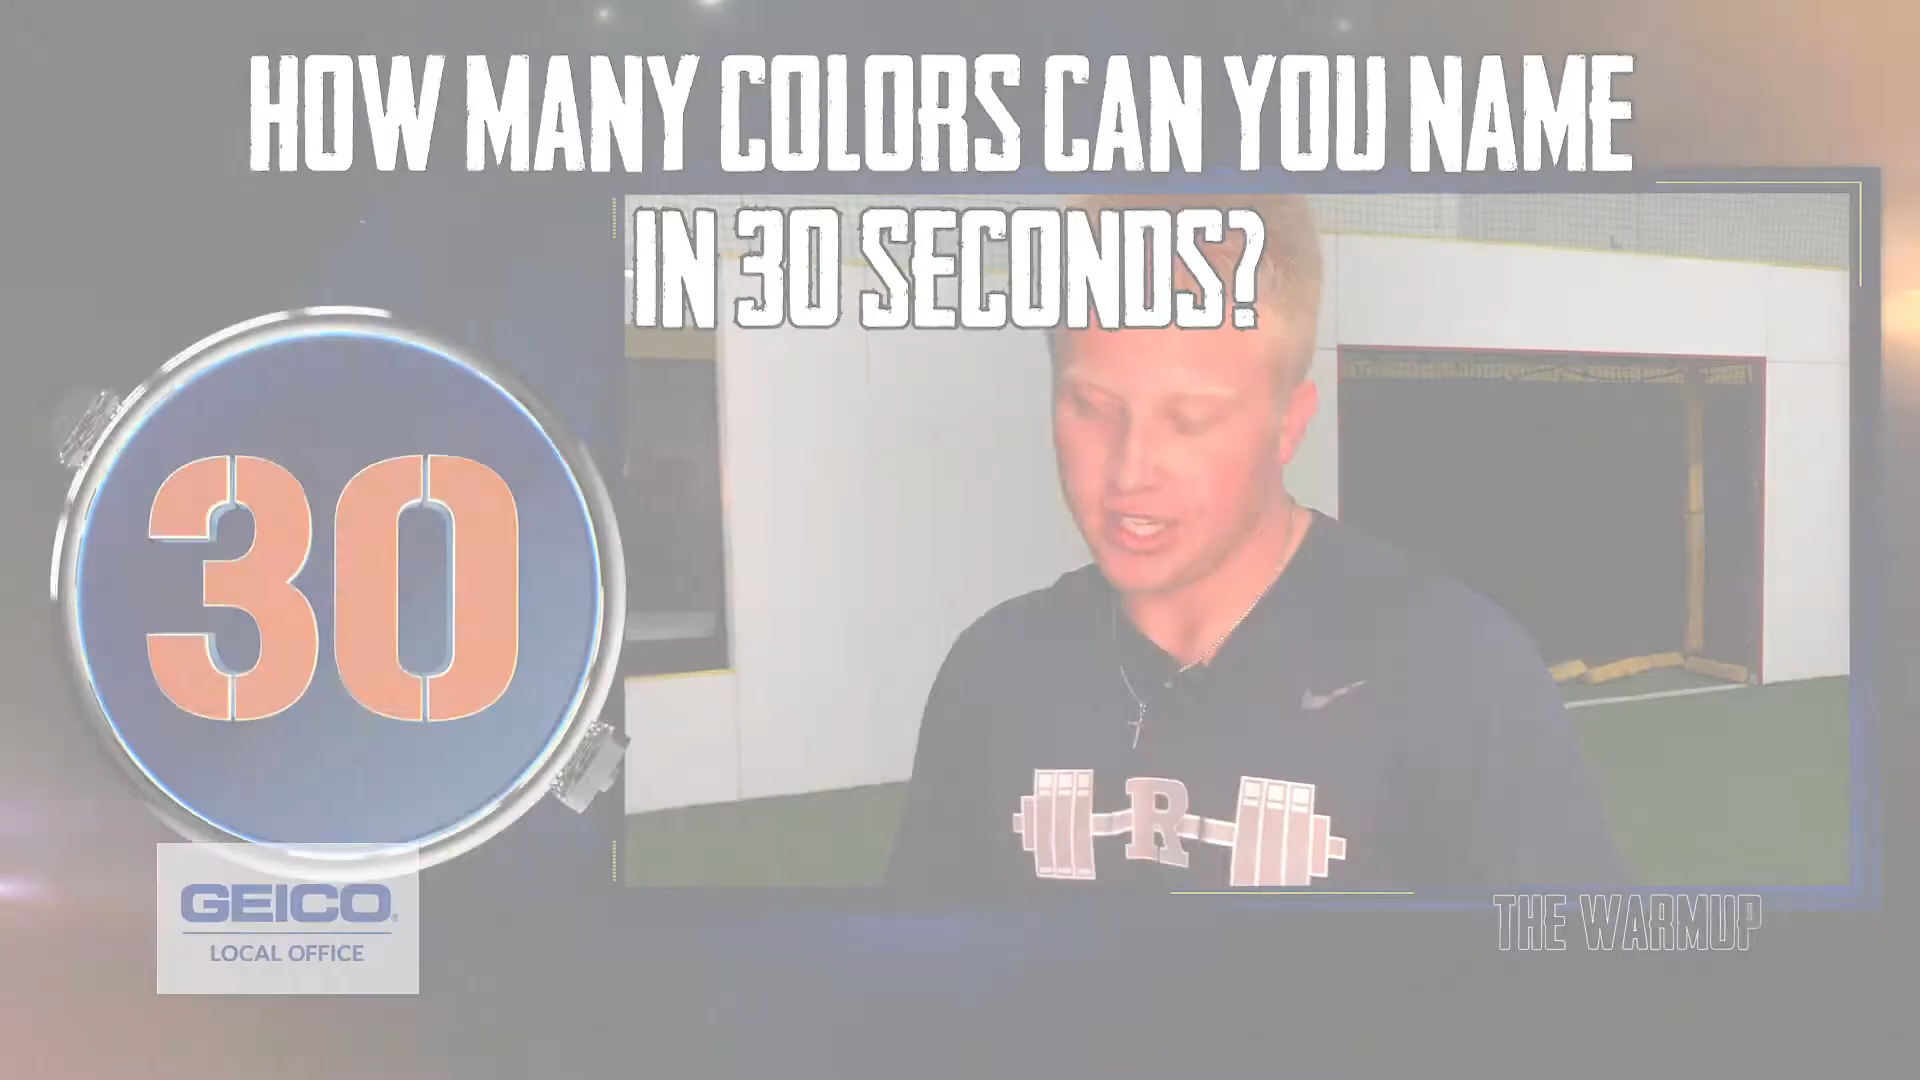 HOW MANY COLORS CAN YOU NAME
IN 30 SECONDS?
30
R
GEICO
LOCAL OFFICE
THE WARMUP